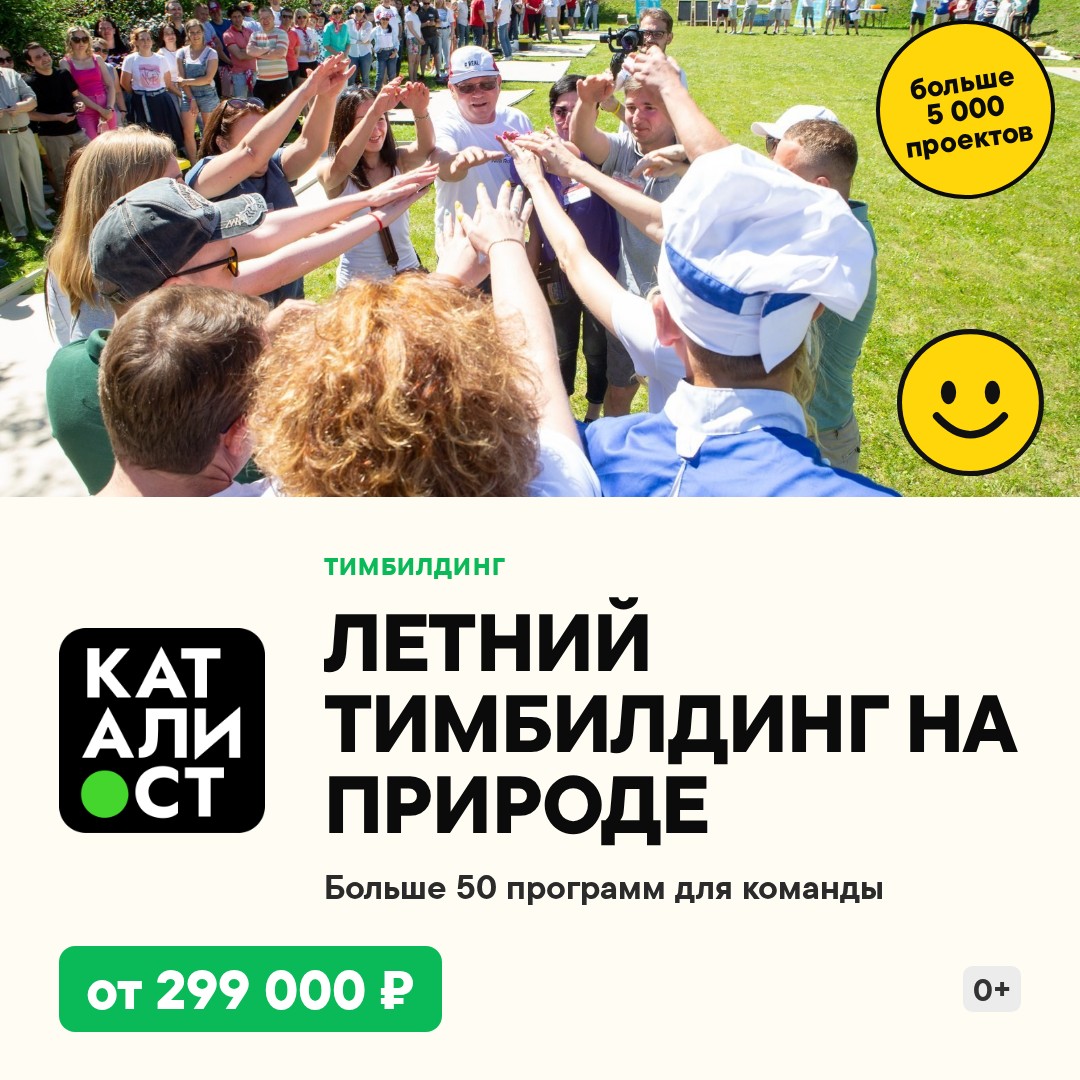 больше
5 000
проектов
ТИМБИЛДИНГ
ЛЕТНИЙ
ТИМБИЛДИНГ НА
ПРИРОДЕ
КАТ
АЛИ
СТ
Больше 50 программ для команды
от 299 000 ₽
0+